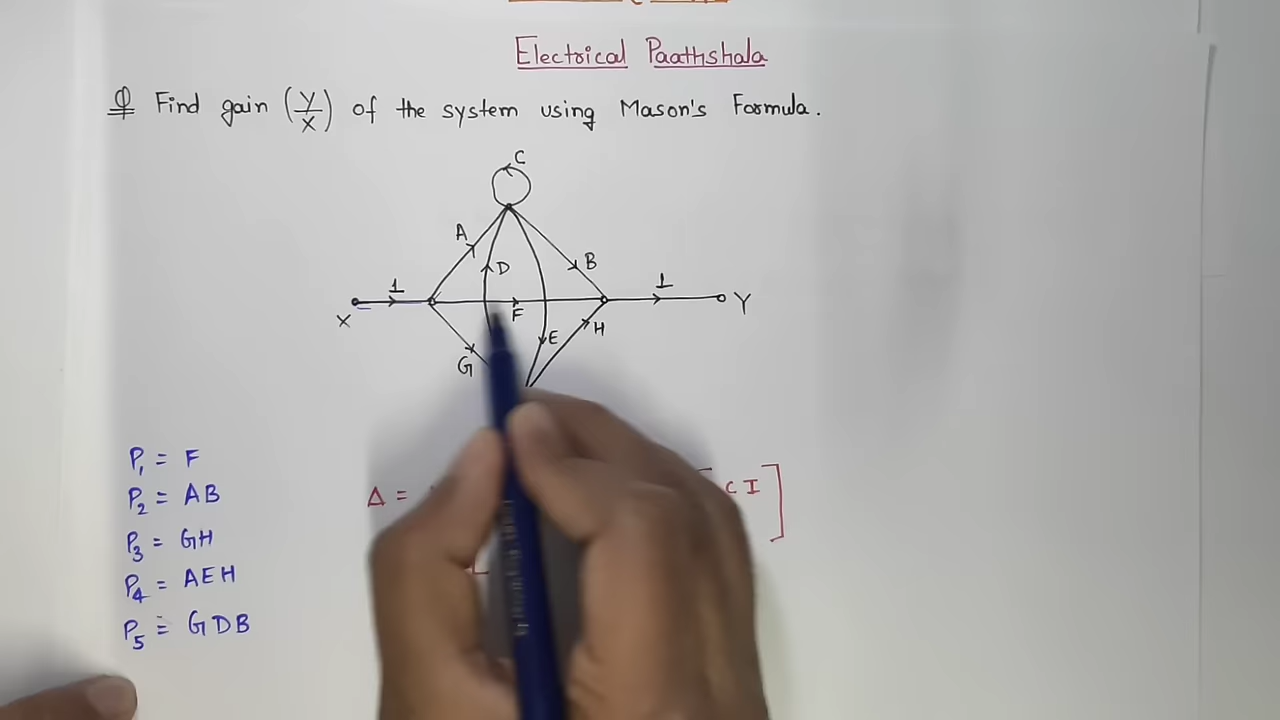 Electrical Paathshala
Q Find gain (Y/X) of the system using Mason's Formula.
C
A
B
D
1
1
F
X
Y
E
H
G
P1 = F
P2 = AB
P3 = GH
P4 = AEH
P5 = GDB
Δ =
CI ]